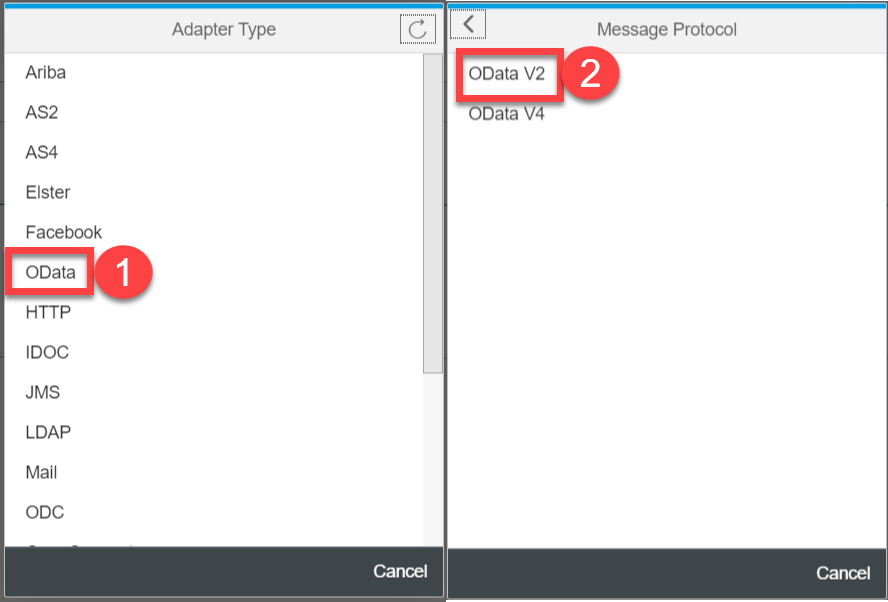 Adapter Type
Ariba
AS2
AS4
Elster
Facebook
OData
1
HTTP
IDOC
JMS
LDAP
Mail
ODC
Cancel
Message Protocol
OData V2
2
OData V4
Cancel